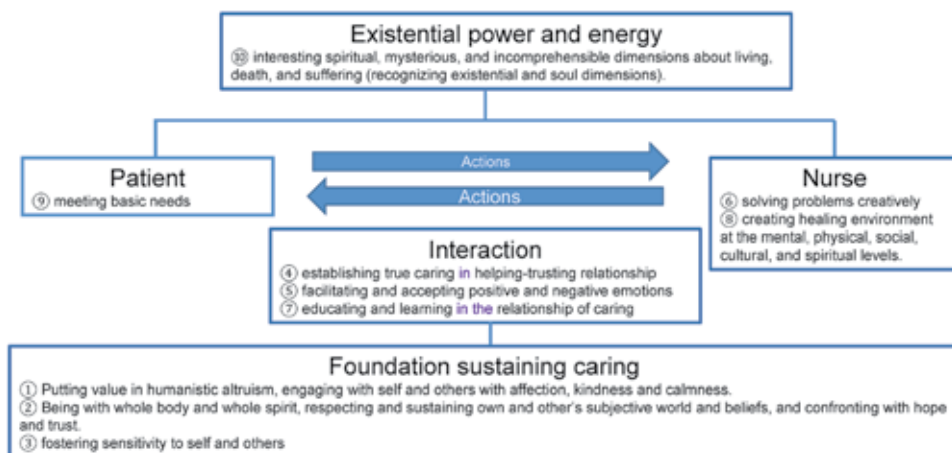 Existential power and energy
⑩ interesting spiritual, mysterious, and incomprehensible dimensions about living,
death, and suffering (recognizing existential and soul dimensions).
Actions
Actions
Patient
⑨ meeting basic needs
Nurse
⑥ solving problems creatively
⑧ creating healing environment
at the mental, physical, social,
cultural, and spiritual levels.
Interaction
④ establishing true caring in helping-trusting relationship
⑤ facilitating and accepting positive and negative emotions
⑦ educating and learning in the relationship of caring
Foundation sustaining caring
① Putting value in humanistic altruism, engaging with self and others with affection, kindness and calmness.
② Being with whole body and whole spirit, respecting and sustaining own and other's subjective world and beliefs, and confronting with hope
and trust.
③ fostering sensitivity to self and others